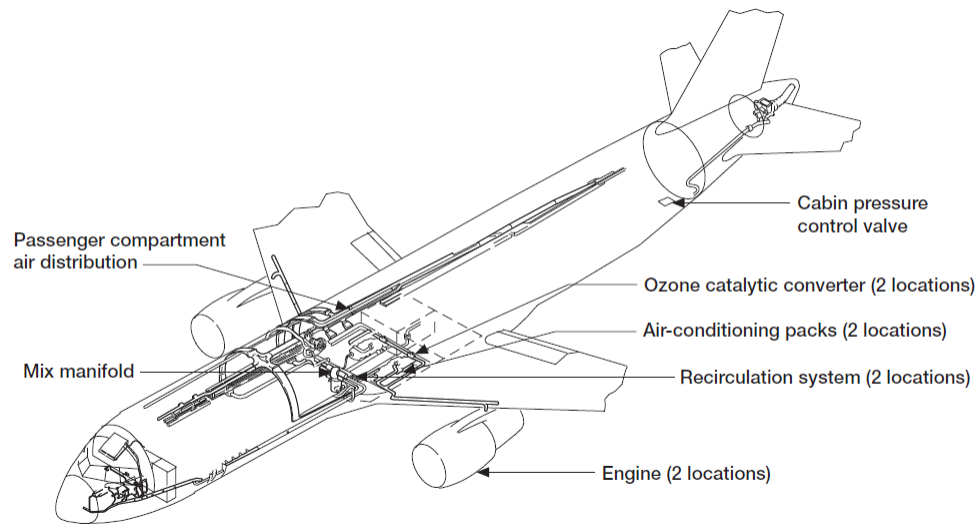 Cabin pressure
control valve
Passenger compartment
air distribution
Ozone catalytic converter (2 locations)
Air-conditioning packs (2 locations)
Mix manifold
Recirculation system (2 locations)
Engine (2 locations)